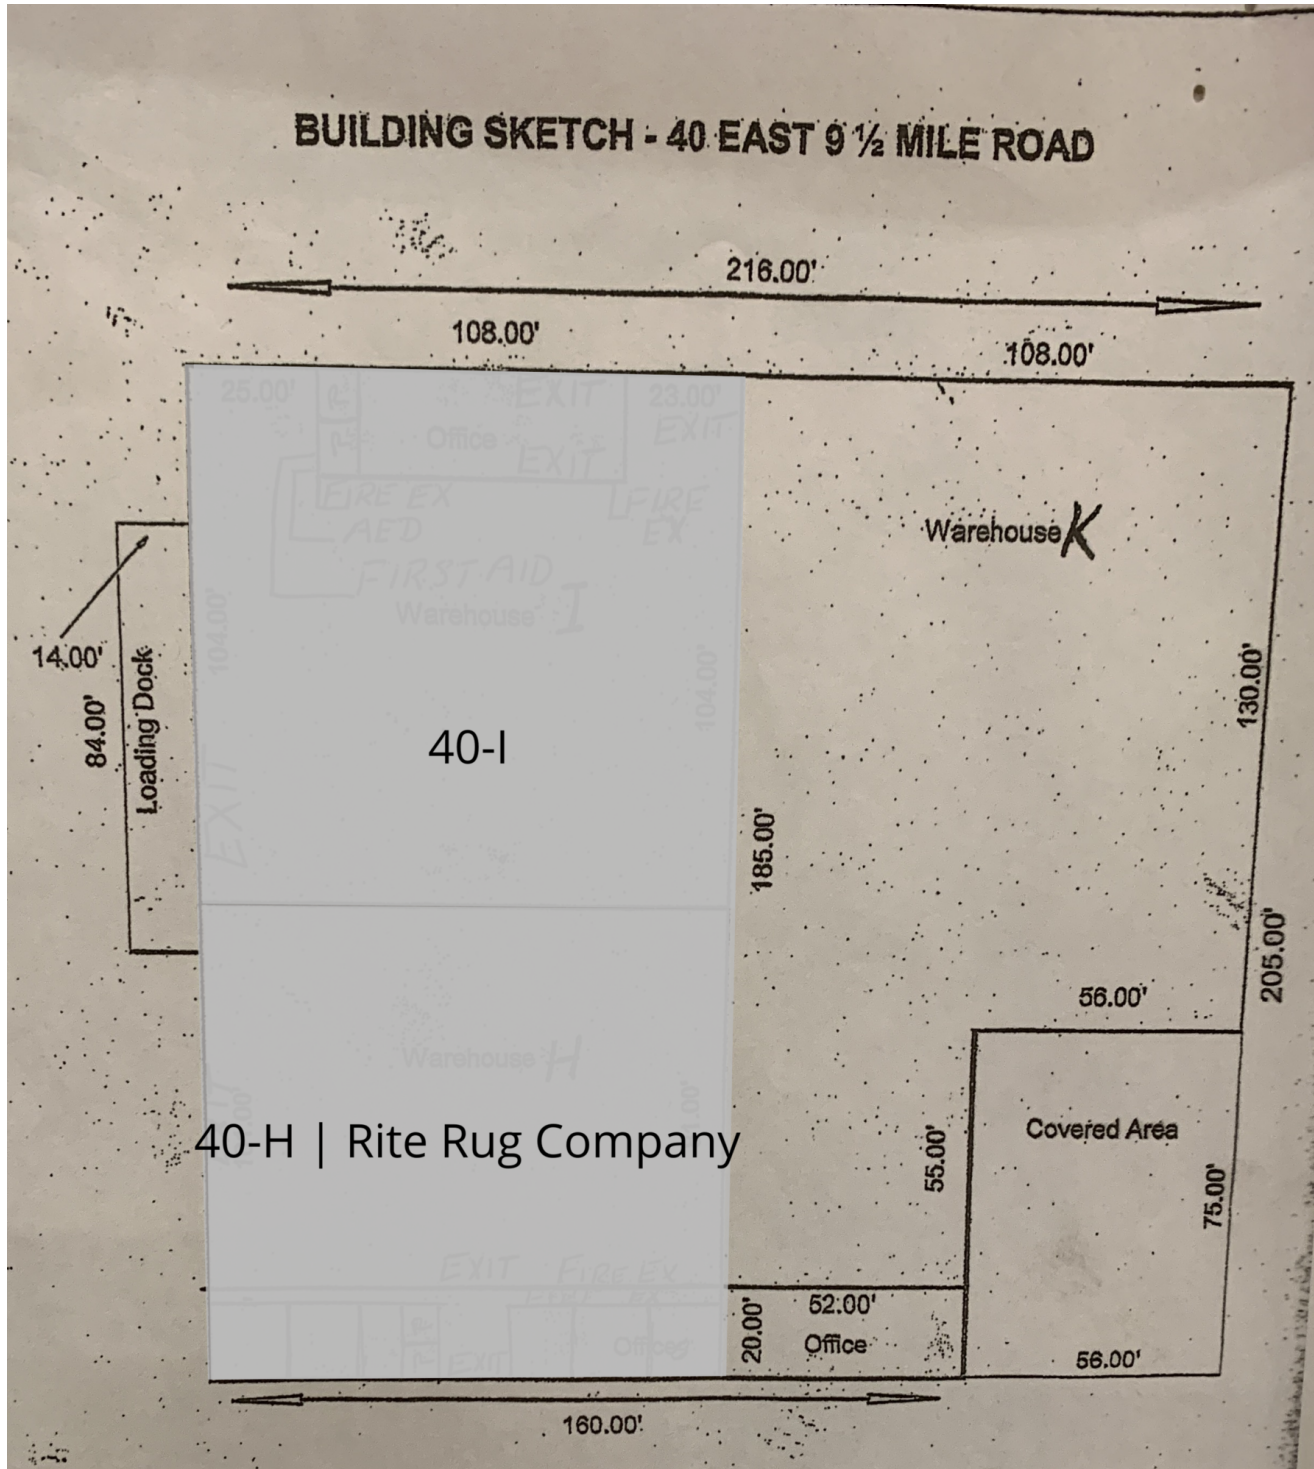 BUILDING SKETCH - 40 EAST 9 ½ MILE ROAD
216.00'
108.00'
108.00'
25.00'
EXIT
23.00'
Office
EXIT
EXIT
FIRE EX
FIRE
EX
AED
FIRST AID
Warehouse I
Warehouse K
14.00'
84.00'
Loading Dock
104.00'
104.00'
130.00'
40-I
EXIT
185.00'
205.00'
56.00'
Warehouse H
Covered Area
40-H | Rite Rug Company
55.00'
75.00'
EXIT FIRE EX
52.00'
20.00'
Office
Offices
EXIT
56.00'
160.00'